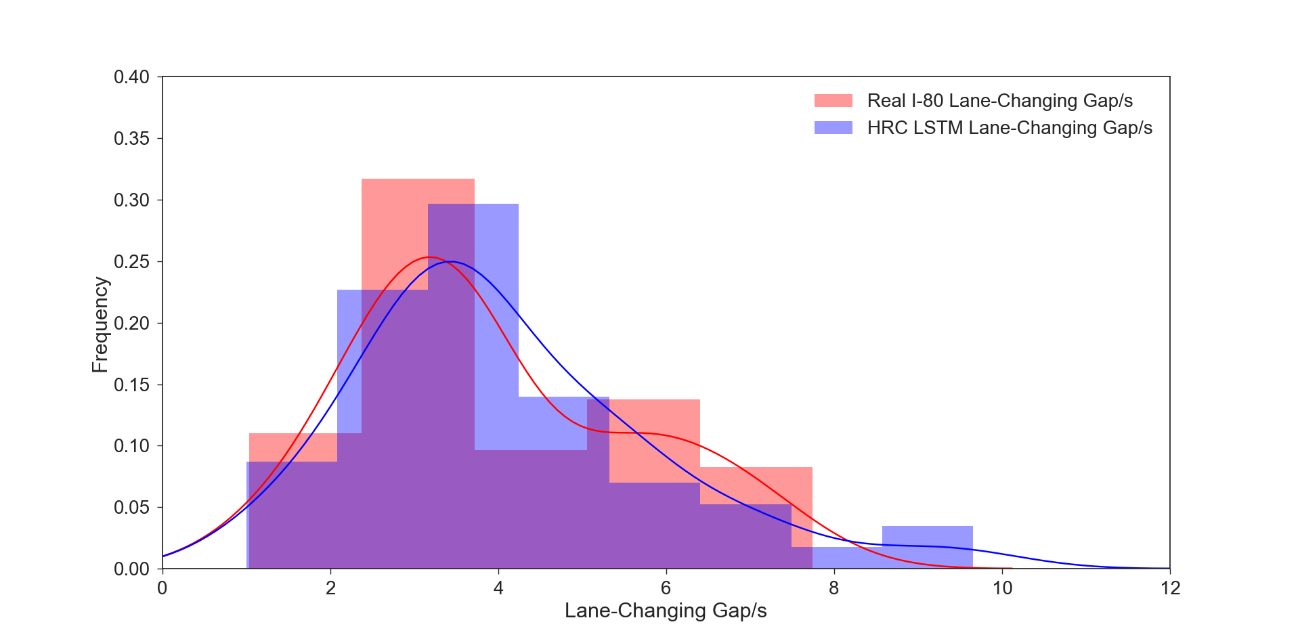 0.40
0.35
0.30
0.25
0.20
0.15
0.10
0.05
0.00
Frequency
Real I-80 Lane-Changing Gap/s
HRC LSTM Lane-Changing Gap/s
0 2 4 6 8 10 12
Lane-Changing Gap/s